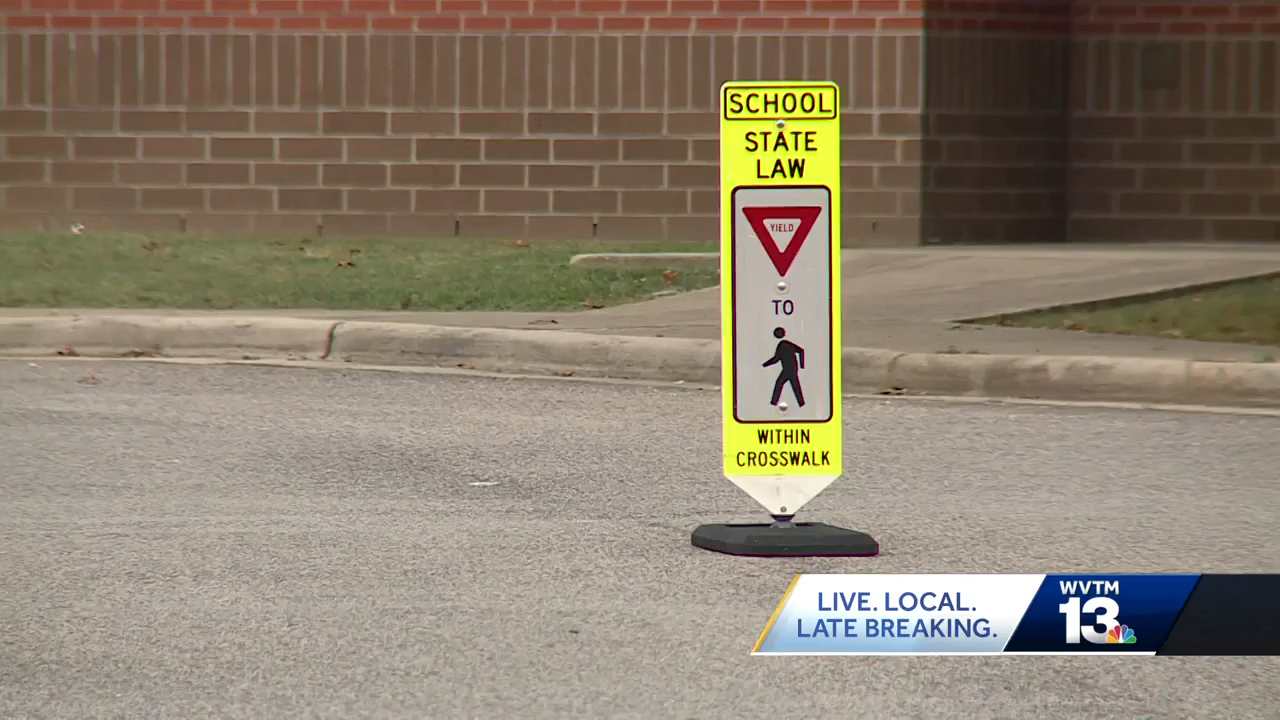 SCHOOL
STATE
LAW
YIELD
TO
WITHIN
CROSSWALK
LIVE. LOCAL.
LATE BREAKING.
WVTM
13